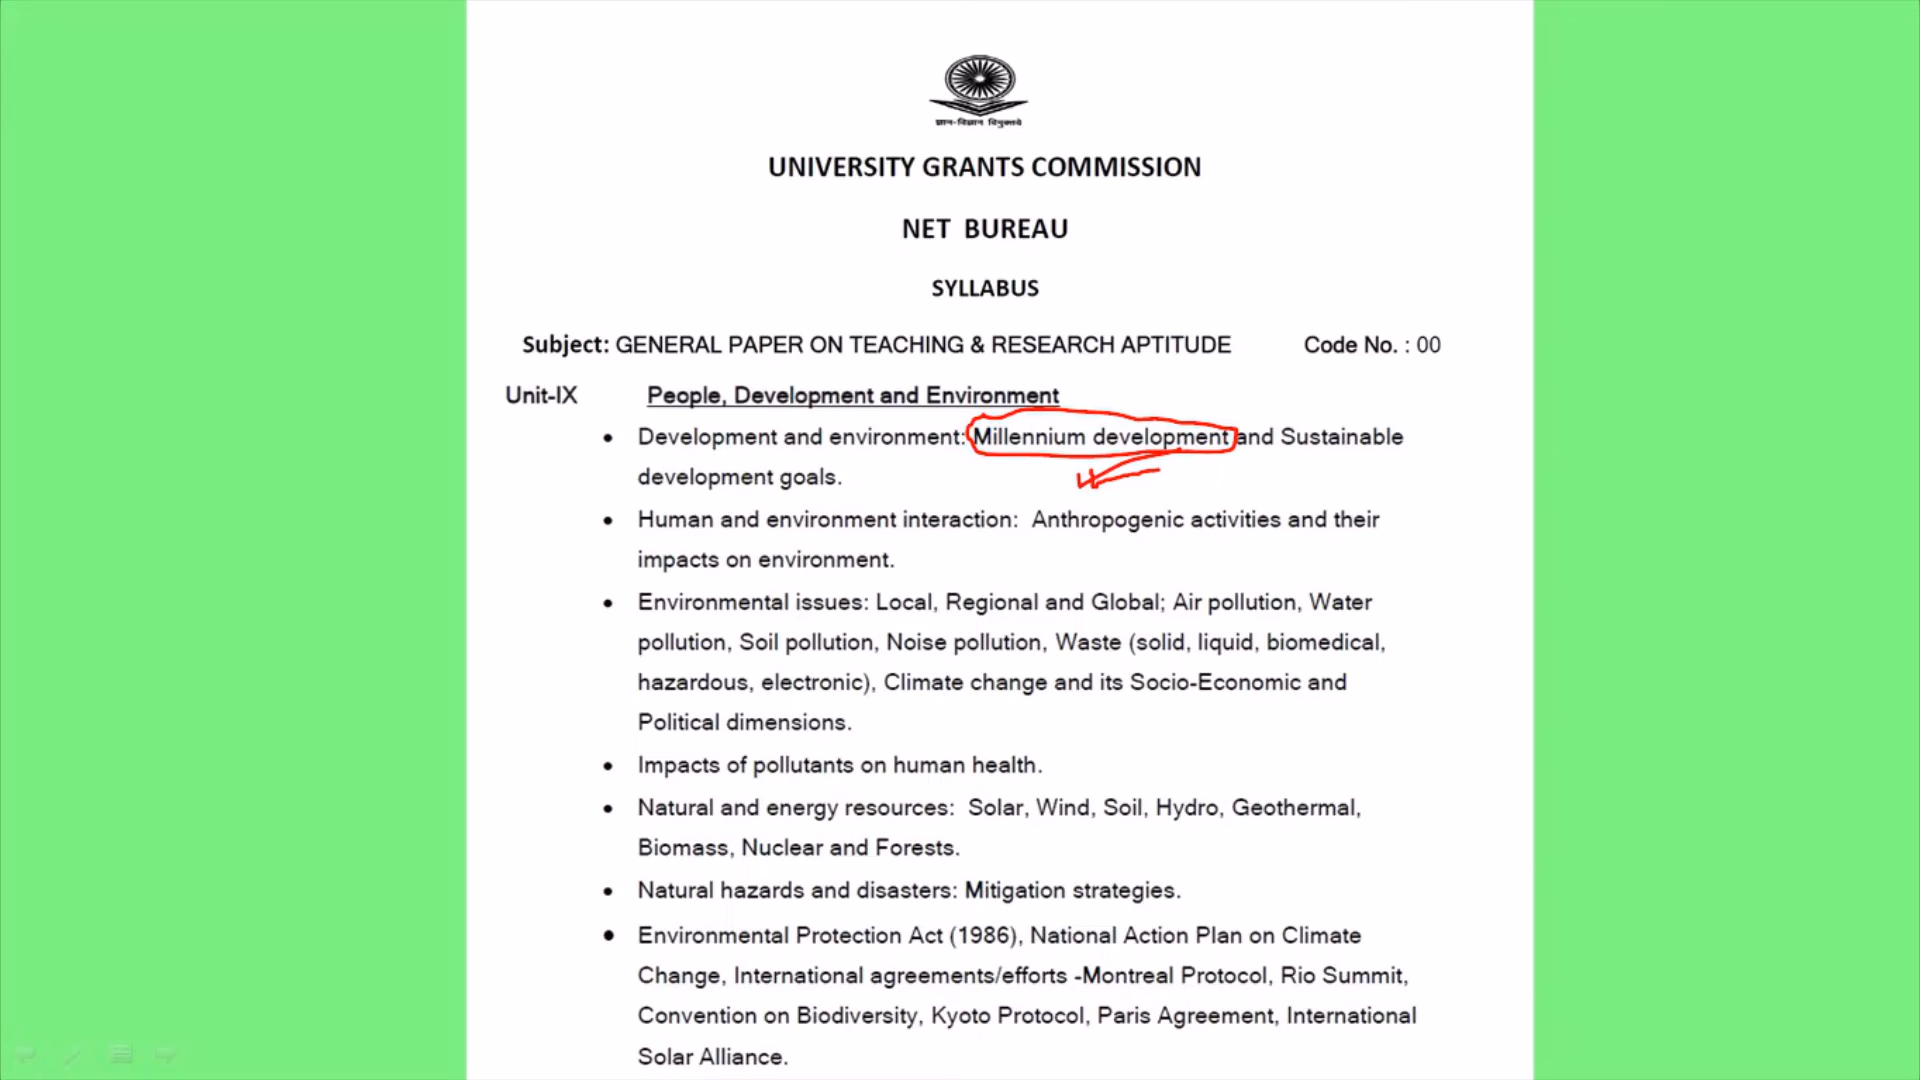 ज्ञान-विज्ञान विमुक्तये
UNIVERSITY GRANTS COMMISSION
NET BUREAU
SYLLABUS
Subject: GENERAL PAPER ON TEACHING & RESEARCH APTITUDE Code No. : 00
Unit-IX People, Development and Environment
• Development and environment: Millennium development and Sustainable
development goals.
• Human and environment interaction: Anthropogenic activities and their
impacts on environment.
• Environmental issues: Local, Regional and Global; Air pollution, Water
pollution, Soil pollution, Noise pollution, Waste (solid, liquid, biomedical,
hazardous, electronic), Climate change and its Socio-Economic and
Political dimensions.
• Impacts of pollutants on human health.
• Natural and energy resources: Solar, Wind, Soil, Hydro, Geothermal,
Biomass, Nuclear and Forests.
• Natural hazards and disasters: Mitigation strategies.
• Environmental Protection Act (1986), National Action Plan on Climate
Change, International agreements/efforts -Montreal Protocol, Rio Summit,
Convention on Biodiversity, Kyoto Protocol, Paris Agreement, International
Solar Alliance.